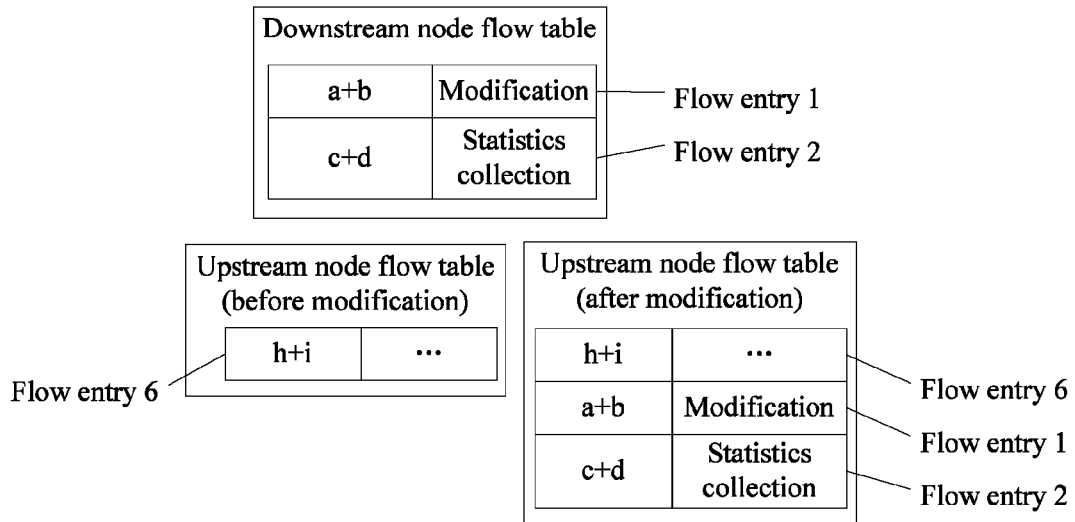 Downstream node flow table
a+b Modification
Flow entry 1
c+d Statistics collection
Flow entry 2
Upstream node flow table
(before modification)
h+i ...
Flow entry 6
Upstream node flow table
(after modification)
h+i ...
Flow entry 6
a+b Modification
Flow entry 1
c+d Statistics collection
Flow entry 2